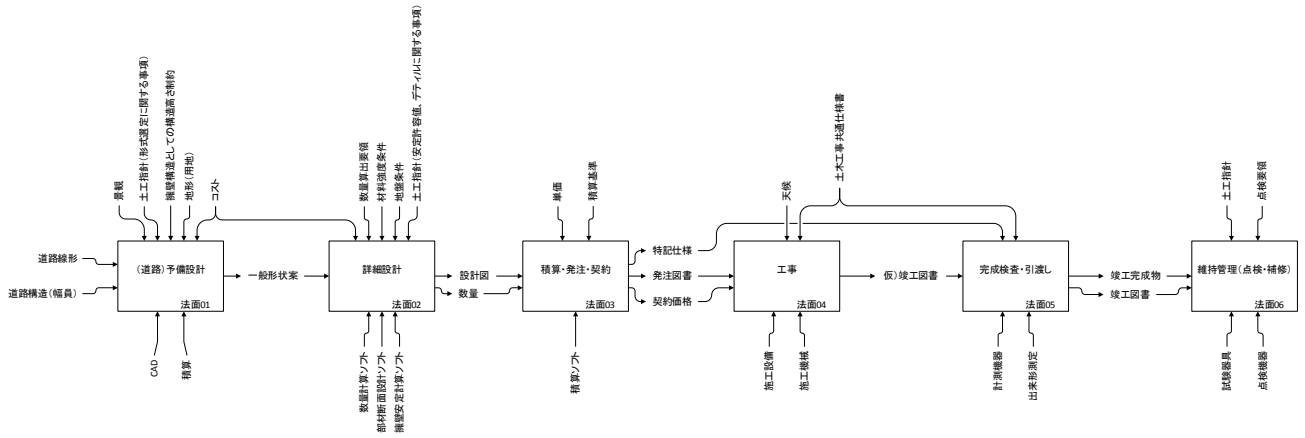 景観
土工指針(形式選定に関する事項)
擁壁構造としての構造高さ制約
地形(用地)
コスト
道路線形
道路構造(幅員)
(道路)予備設計
法面01
CAD
積算
一般形状案
数量算出要領
材料強度条件
地盤条件
土工指針(安定許容値、デティルに関する事項)
詳細設計
法面02
数量計算ソフト
部材断面設計ソフト
擁壁安定計算ソフト
設計図
数量
単価
積算基準
積算・発注・契約
法面03
積算ソフト
特記仕様
発注図書
契約価格
天候
土木工事共通仕様書
工事
法面04
施工設備
施工機械
仮)竣工図書
完成検査・引渡し
法面05
計測機器
出来形測定
竣工完成物
竣工図書
土工指針
点検要領
維持管理(点検・補修)
法面06
試験器具
点検機器